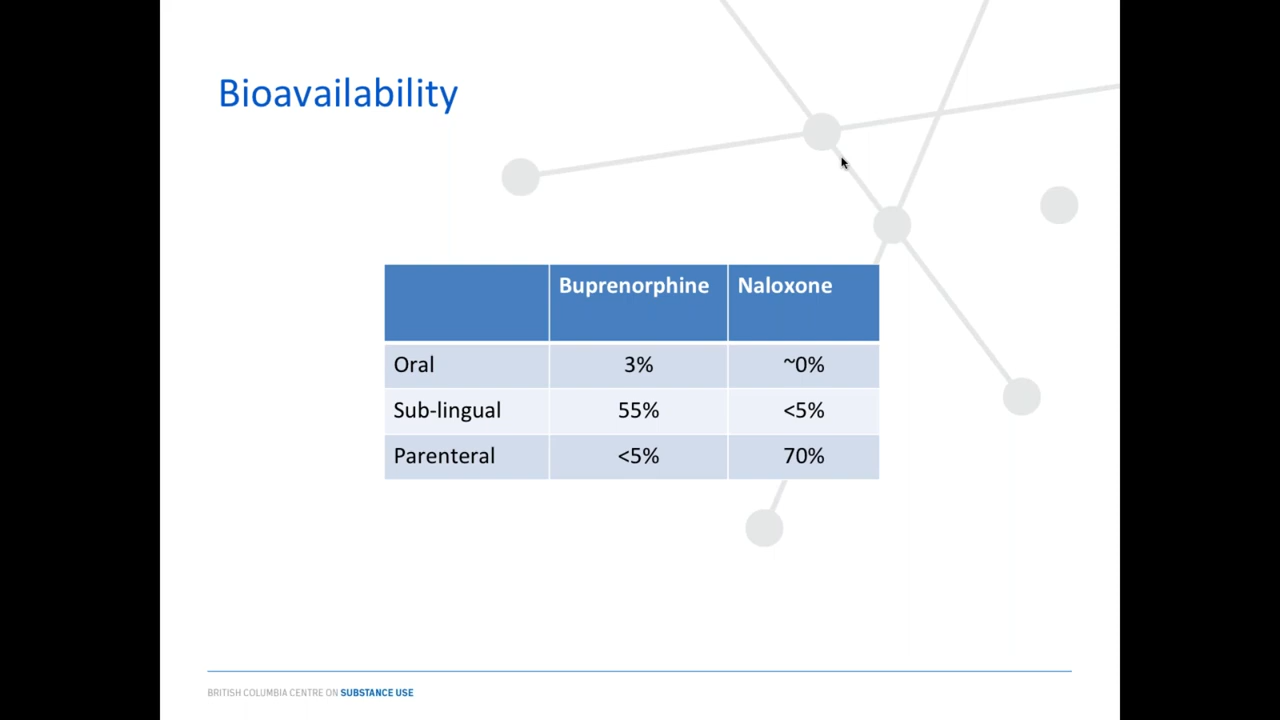 Bioavailability
Buprenorphine Naloxone
Oral 3% ~0%
Sub-lingual 55% <5%
Parenteral <5% 70%
BRITISH COLUMBIA CENTRE ON SUBSTANCE USE